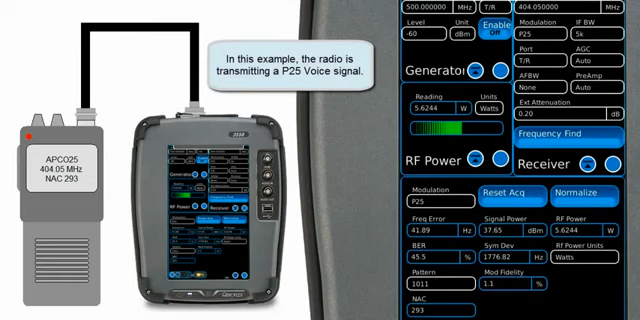 In this example, the radio is
transmitting a P25 Voice signal.
APCO25
404.05 MHz
NAC 293
3550
500.000000 MHz T/R 404.050000 MHz
Level Unit Enable Modulation IF BW
-60 dBm Off P25 5k
Port AGC
T/R Auto
Generator
AFBW PreAmp
None Auto
Reading Units
5.6244 W Watts
Ext Attenuation
0.20 dB
Frequency Find
RF Power
Receiver
Modulation Reset Acq Normalize
P25
Freq Error Signal Power RF Power
41.89 Hz 37.65 dBm 5.6244 W
BER Sym Dev Rf Power Units
45.5 % 1776.82 Hz Watts
Pattern Mod Fidelity
1011 1.1 %
NAC
293